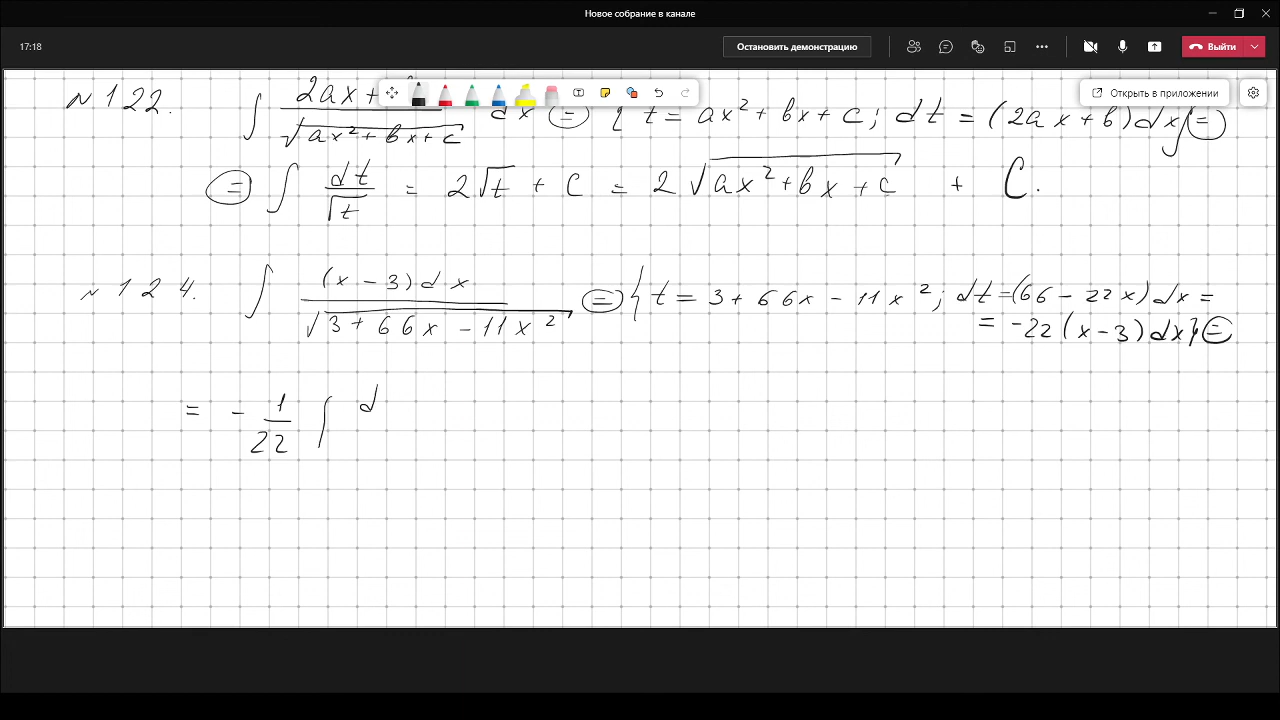 Новое собрание в канале
17:18
Остановить демонстрацию
Выйти
Открыть в приложении
№ 122. ∫ 2ax + / √(ax² + bx + c) dx = { t = ax² + bx + c; dt = (2ax + b) dx } =
= ∫ dt / √t = 2√t + C = 2√(ax² + bx + c) + C.
№ 124. ∫ (x – 3) dx / √(3 + 66x – 11x²) = { t = 3 + 66x – 11x²; dt = (66 – 22x) dx =
= -22 (x – 3) dx } =
= - 1/22 ∫ d